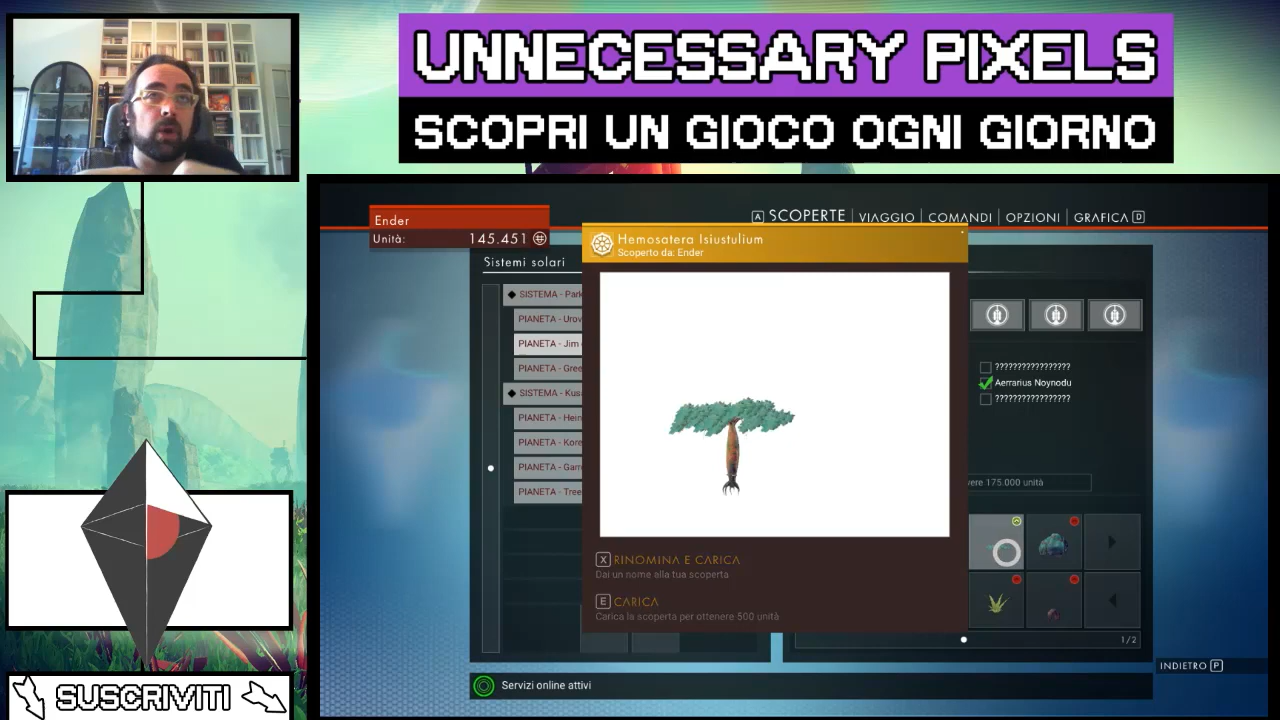 UNNECESSARY PIXELS
SCOPRI UN GIOCO OGNI GIORNO
Ender
Unità: 145.451
A SCOPERTE VIAGGIO COMANDI OPZIONI GRAFICA D
Sistemi solari
Hemosatera Isiustulium
Scoperto da: Ender
SISTEMA - Park
PIANETA - Urov
PIANETA - Jim
PIANETA - Gree
SISTEMA - Kus
PIANETA - Hein
PIANETA - Kore
PIANETA - Gam
PIANETA - Tree
????????????????
Aerrarius Noynodu
????????????????
vere 175.000 unità
X RINOMINA E CARICA
Dai un nome alla tua scoperta
E CARICA
Carica la scoperta per ottenere 500 unità
1/2
INDIETRO P
Servizi online attivi
SUSCRIVITI